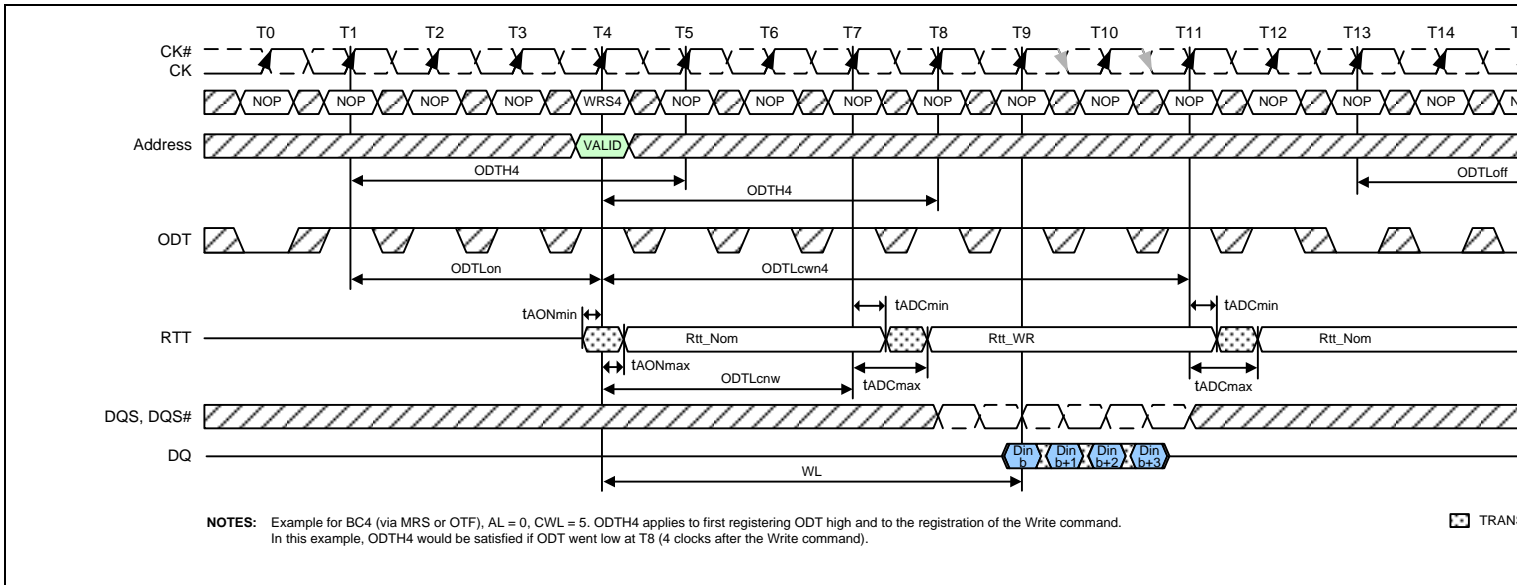 T0 T1 T2 T3 T4 T5 T6 T7 T8 T9 T10 T11 T12 T13 T14 T
CK#
CK
NOP NOP NOP NOP WRS4 NOP NOP NOP NOP NOP NOP NOP NOP NOP NOP N
Address VALID
ODTH4 ODTLoff
ODTH4
ODT
ODTLon ODTLcwn4
tAONmin tADCmin tADCmin
RTT Rtt_Nom Rtt_WR Rtt_Nom
tAONmax tADCmax tADCmax
ODTLcnw
DQS, DQS#
DQ Din b Din b+1 Din b+2 Din b+3
WL
NOTES: Example for BC4 (via MRS or OTF), AL = 0, CWL = 5. ODTH4 applies to first registering ODT high and to the registration of the Write command.
In this example, ODTH4 would be satisfied if ODT went low at T8 (4 clocks after the Write command).
TRANS